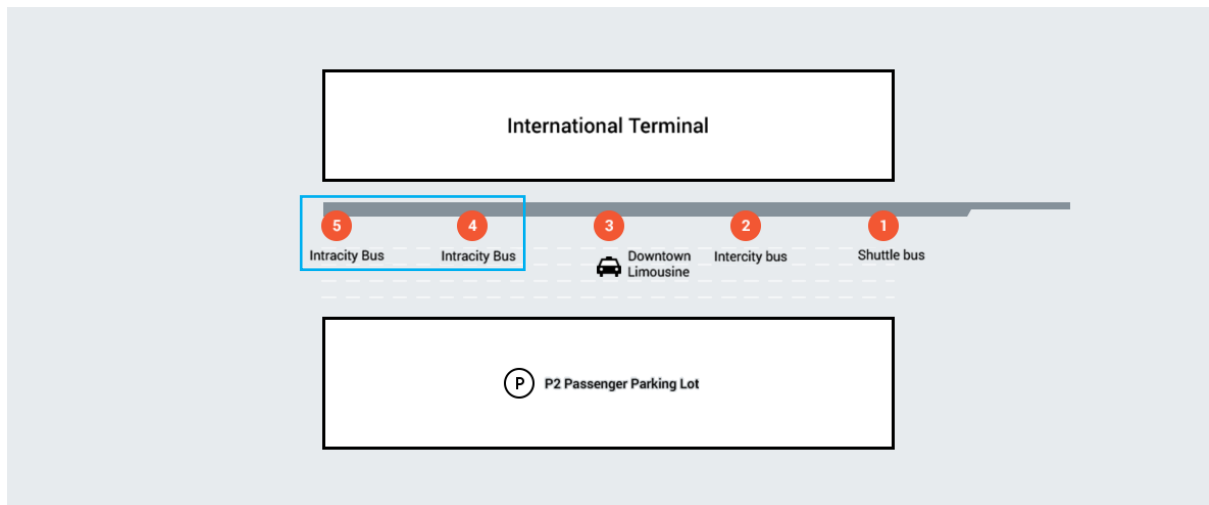 International Terminal
5
4
3
2
1
Intracity Bus
Intracity Bus
Downtown
Limousine
Intercity bus
Shuttle bus
P
P2 Passenger Parking Lot